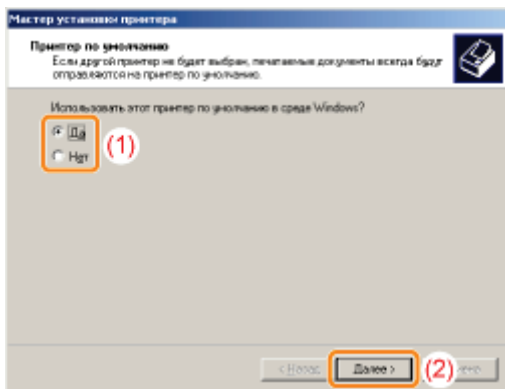 Мастер установки принтера
Принтер по умолчанию
Если другой принтер не будет выбран, печатаемые документы всегда будут
отправляются на принтер по умолчанию.
Использовать этот принтер по умолчанию в среде Windows?
Да
(1)
Нет
< Назад
Далее >
(2)